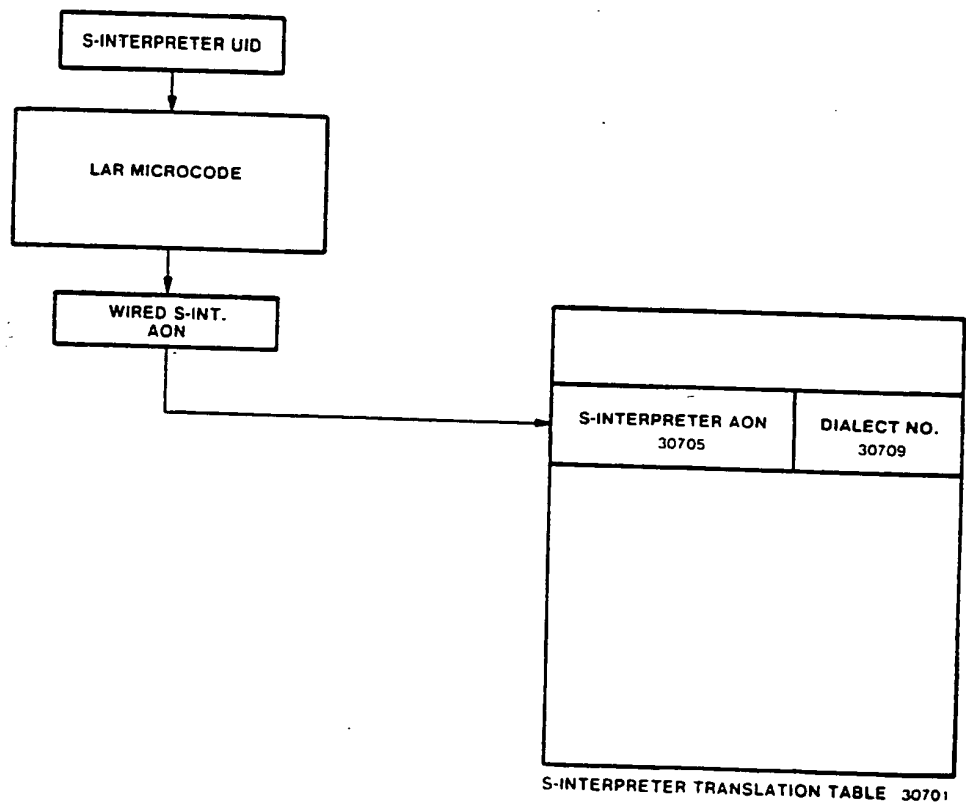 S-INTERPRETER UID
LAR MICROCODE
WIRED S-INT.
AON
S-INTERPRETER AON
30705
DIALECT NO.
30709
S-INTERPRETER TRANSLATION TABLE 30701